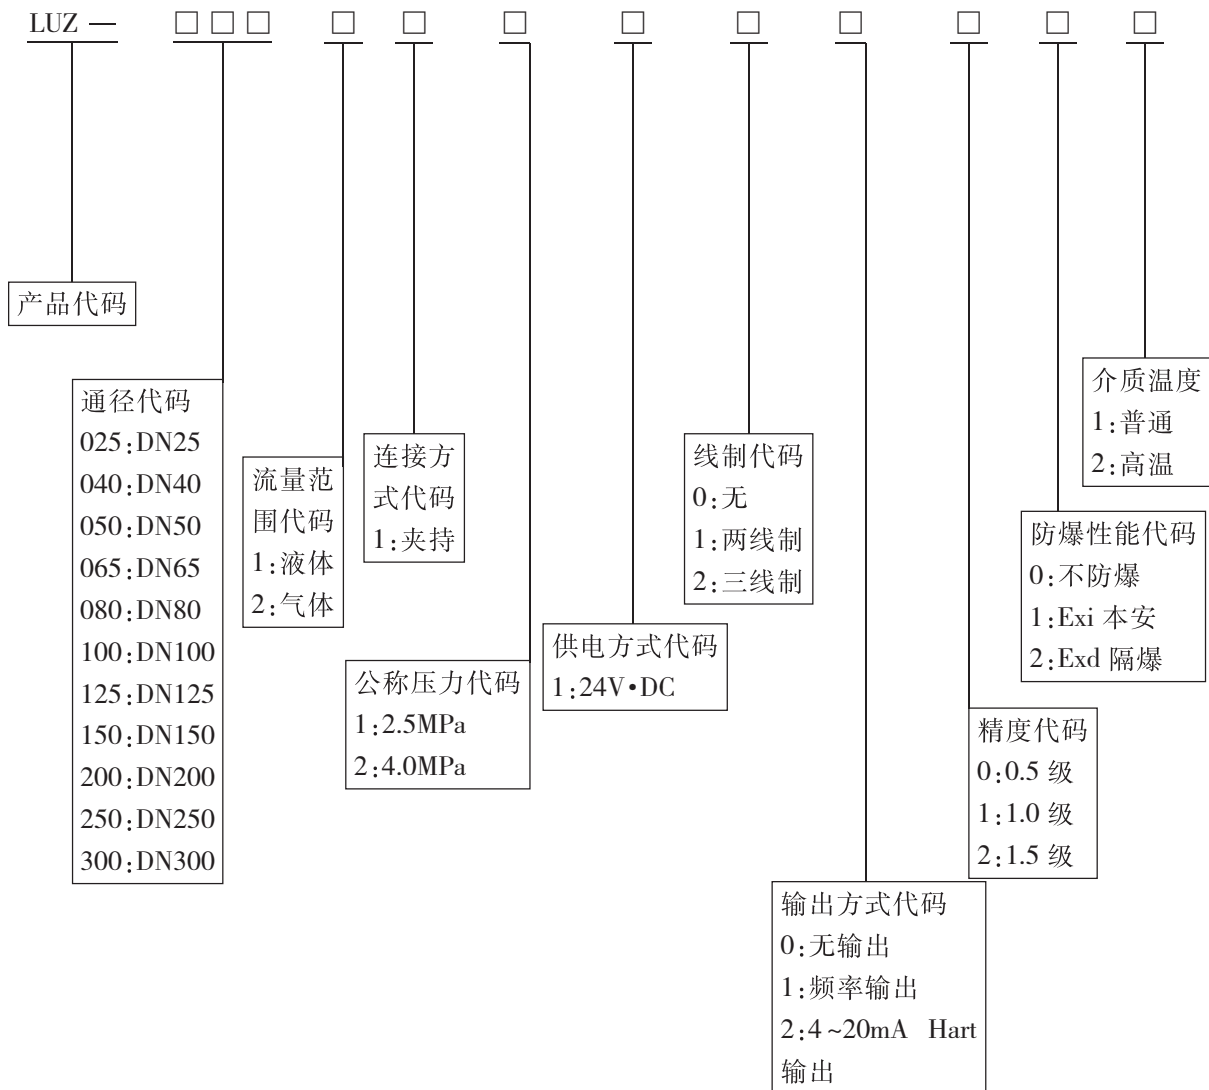 LUZ — □ □ □ □ □ □ □ □ □ □ □ □
产品代码
通径代码
025:DN25
040:DN40
050:DN50
065:DN65
080:DN80
100:DN100
125:DN125
150:DN150
200:DN200
250:DN250
300:DN300
流量范
围代码
1:液体
2:气体
连接方
式代码
1:夹持
公称压力代码
1:2.5MPa
2:4.0MPa
供电方式代码
1:24V•DC
线制代码
0:无
1:两线制
2:三线制
输出方式代码
0:无输出
1:频率输出
2:4~20mA Hart
输出
精度代码
0:0.5 级
1:1.0 级
2:1.5 级
防爆性能代码
0:不防爆
1:Exi 本安
2:Exd 隔爆
介质温度
1:普通
2:高温